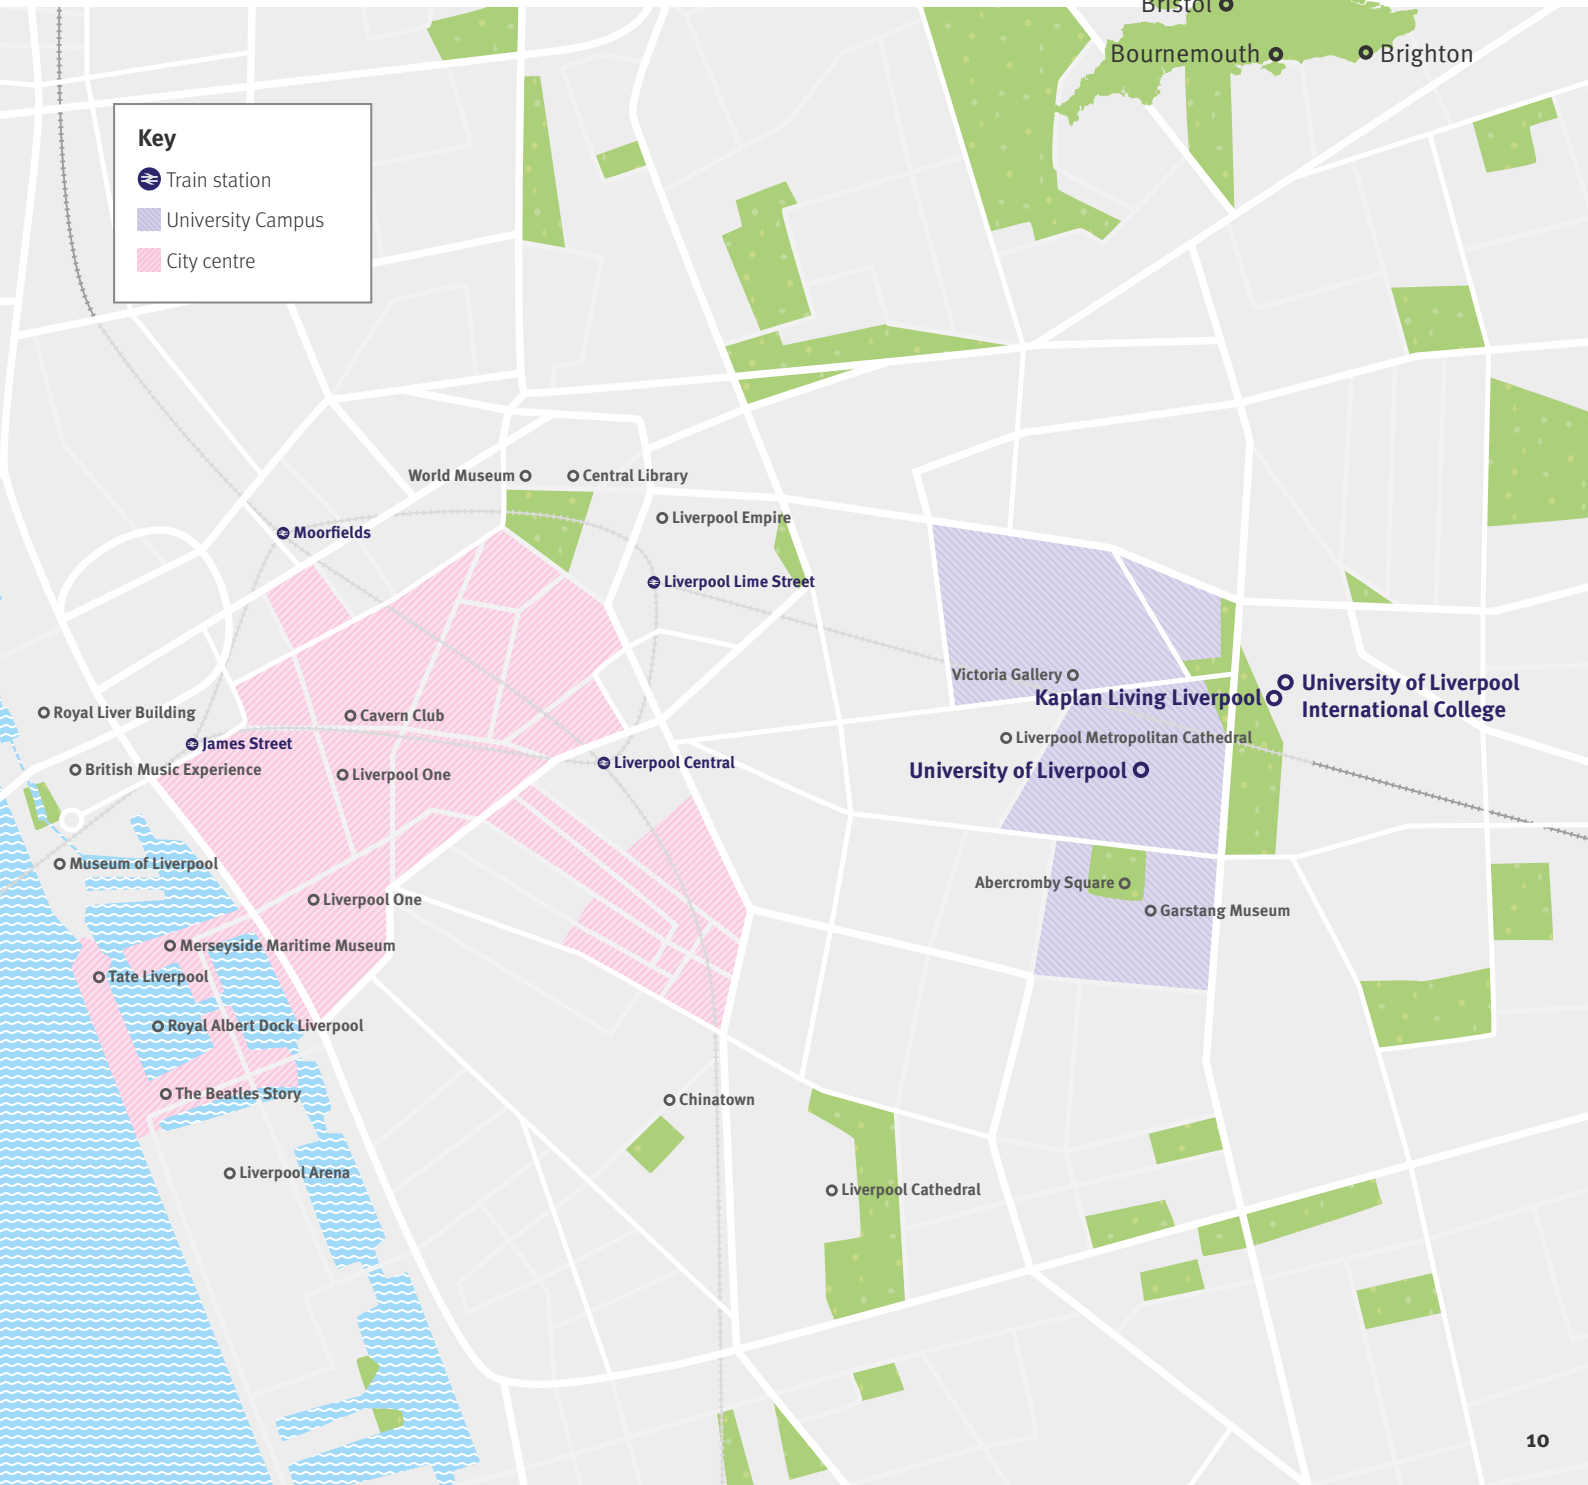 Bristol
Bournemouth
Brighton
Key
Train station
University Campus
City centre
World Museum
Central Library
Liverpool Empire
Moorfields
Liverpool Lime Street
Victoria Gallery
University of Liverpool
International College
Kaplan Living Liverpool
Royal Liver Building
Cavern Club
James Street
Liverpool Metropolitan Cathedral
Liverpool Central
British Music Experience
Liverpool One
University of Liverpool
Museum of Liverpool
Abercromby Square
Liverpool One
Garstang Museum
Merseyside Maritime Museum
Tate Liverpool
Royal Albert Dock Liverpool
The Beatles Story
Chinatown
Liverpool Arena
Liverpool Cathedral
10